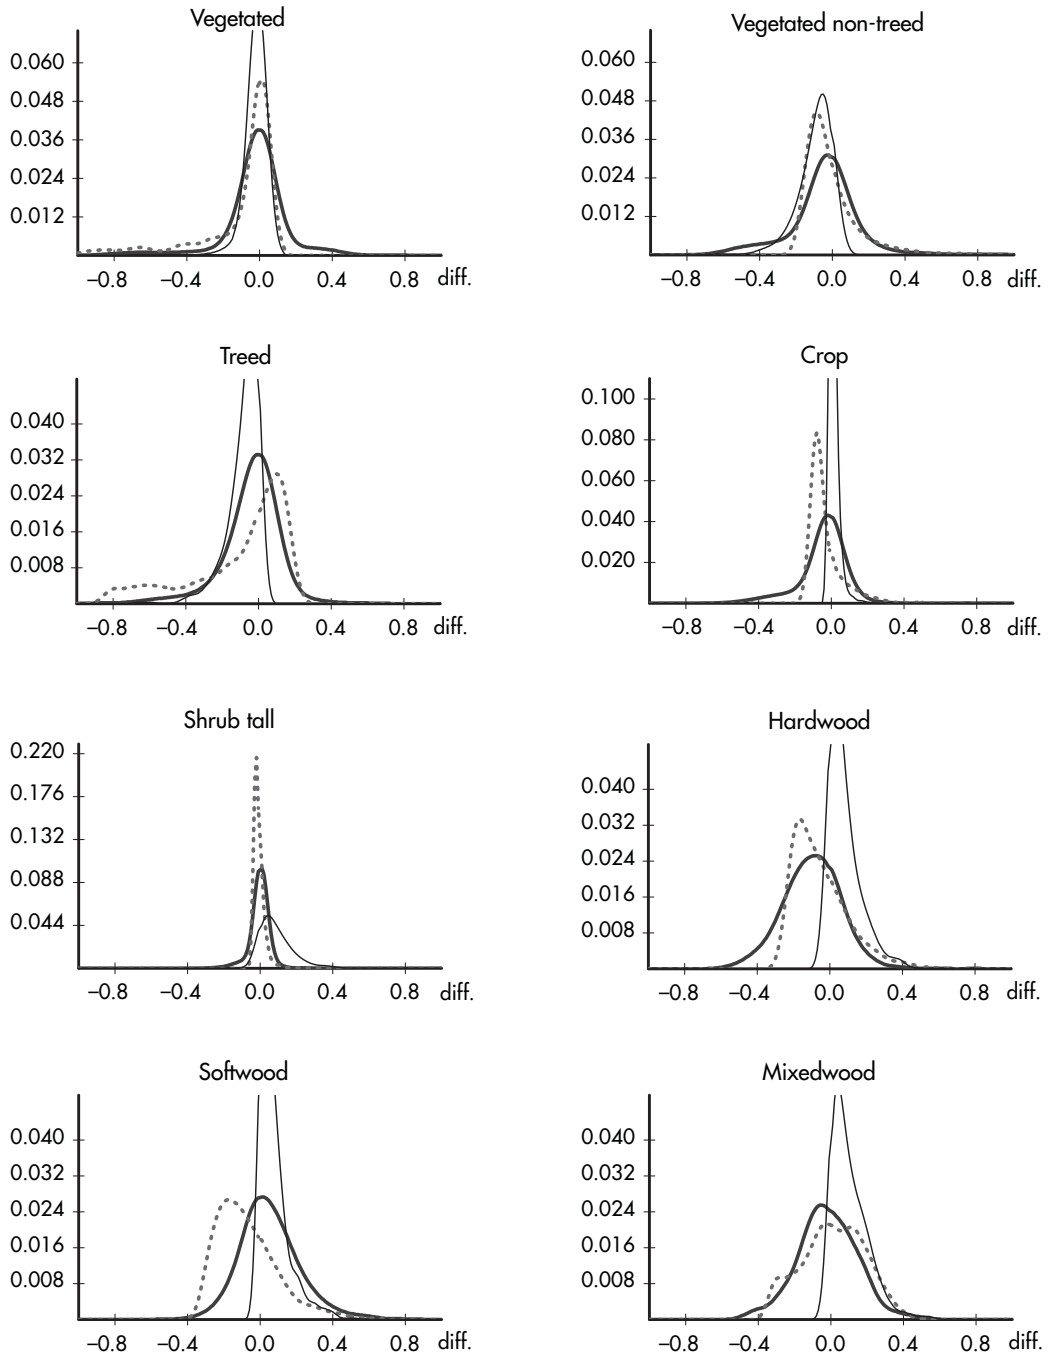 Vegetated
0.060
0.048
0.036
0.024
0.012
−0.8 −0.4 0.0 0.4 0.8 diff.
Vegetated non-treed
0.060
0.048
0.036
0.024
0.012
−0.8 −0.4 0.0 0.4 0.8 diff.
Treed
0.040
0.032
0.024
0.016
0.008
−0.8 −0.4 0.0 0.4 0.8 diff.
Crop
0.100
0.080
0.060
0.040
0.020
−0.8 −0.4 0.0 0.4 0.8 diff.
Shrub tall
0.220
0.176
0.132
0.088
0.044
−0.8 −0.4 0.0 0.4 0.8 diff.
Hardwood
0.040
0.032
0.024
0.016
0.008
−0.8 −0.4 0.0 0.4 0.8 diff.
Softwood
0.040
0.032
0.024
0.016
0.008
−0.8 −0.4 0.0 0.4 0.8 diff.
Mixedwood
0.040
0.032
0.024
0.016
0.008
−0.8 −0.4 0.0 0.4 0.8 diff.